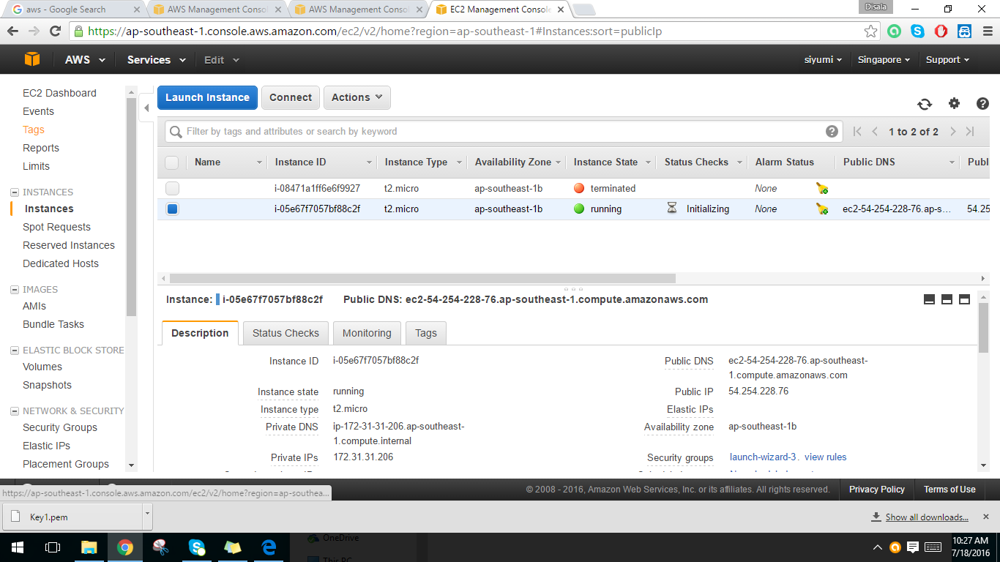 aws - Google Search
AWS Management Consol
AWS Management Consol
EC2 Management Console
Disala
https://ap-southeast-1.console.aws.amazon.com/ec2/v2/home?region=ap-southeast-1#Instances:sort=publicIp
AWS Services Edit siyumi Singapore Support
EC2 Dashboard
Events
Tags
Reports
Limits
INSTANCES
Instances
Spot Requests
Reserved Instances
Dedicated Hosts
IMAGES
AMIs
Bundle Tasks
ELASTIC BLOCK STORE
Volumes
Snapshots
NETWORK & SECURITY
Security Groups
Elastic IPs
Placement Groups
Launch Instance Connect Actions
Filter by tags and attributes or search by keyword
1 to 2 of 2
Name Instance ID Instance Type Availability Zone Instance State Status Checks Alarm Status Public DNS Publ
i-08471a1ff6e6f9927 t2.micro ap-southeast-1b terminated None
i-05e67f7057bf88c2f t2.micro ap-southeast-1b running Initializing None ec2-54-254-228-76.ap-s... 54.25
Instance: i-05e67f7057bf88c2f Public DNS: ec2-54-254-228-76.ap-southeast-1.compute.amazonaws.com
Description Status Checks Monitoring Tags
Instance ID i-05e67f7057bf88c2f Public DNS ec2-54-254-228-76.ap-southeast-
1.compute.amazonaws.com
Instance state running Public IP 54.254.228.76
Instance type t2.micro Elastic IPs
Private DNS ip-172-31-31-206.ap-southeast- Availability zone ap-southeast-1b
1.compute.internal
Private IPs 172.31.31.206 Security groups launch-wizard-3. view rules
© 2008 - 2016, Amazon Web Services, Inc. or its affiliates. All rights reserved. Privacy Policy Terms of Use
https://ap-southeast-1.console.aws.amazon.com/ec2/v2/home?region=ap-southea...
Key1.pem Show all downloads...
OneDrive
This PC
10:27 AM
7/18/2016